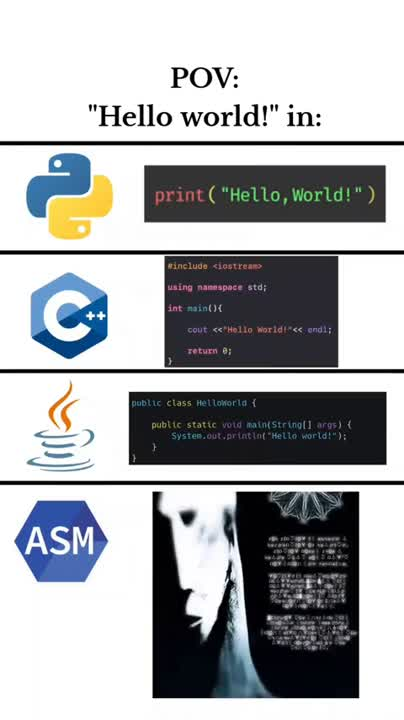 POV:
"Hello world!" in:
print("Hello,World!")
C++
#include <iostream>
using namespace std;
int main(){
cout <<"Hello World!"<< endl;
return 0;
}
public class HelloWorld {
public static void main(String[] args) {
System.out.println("Hello world!");
}
}
ASM